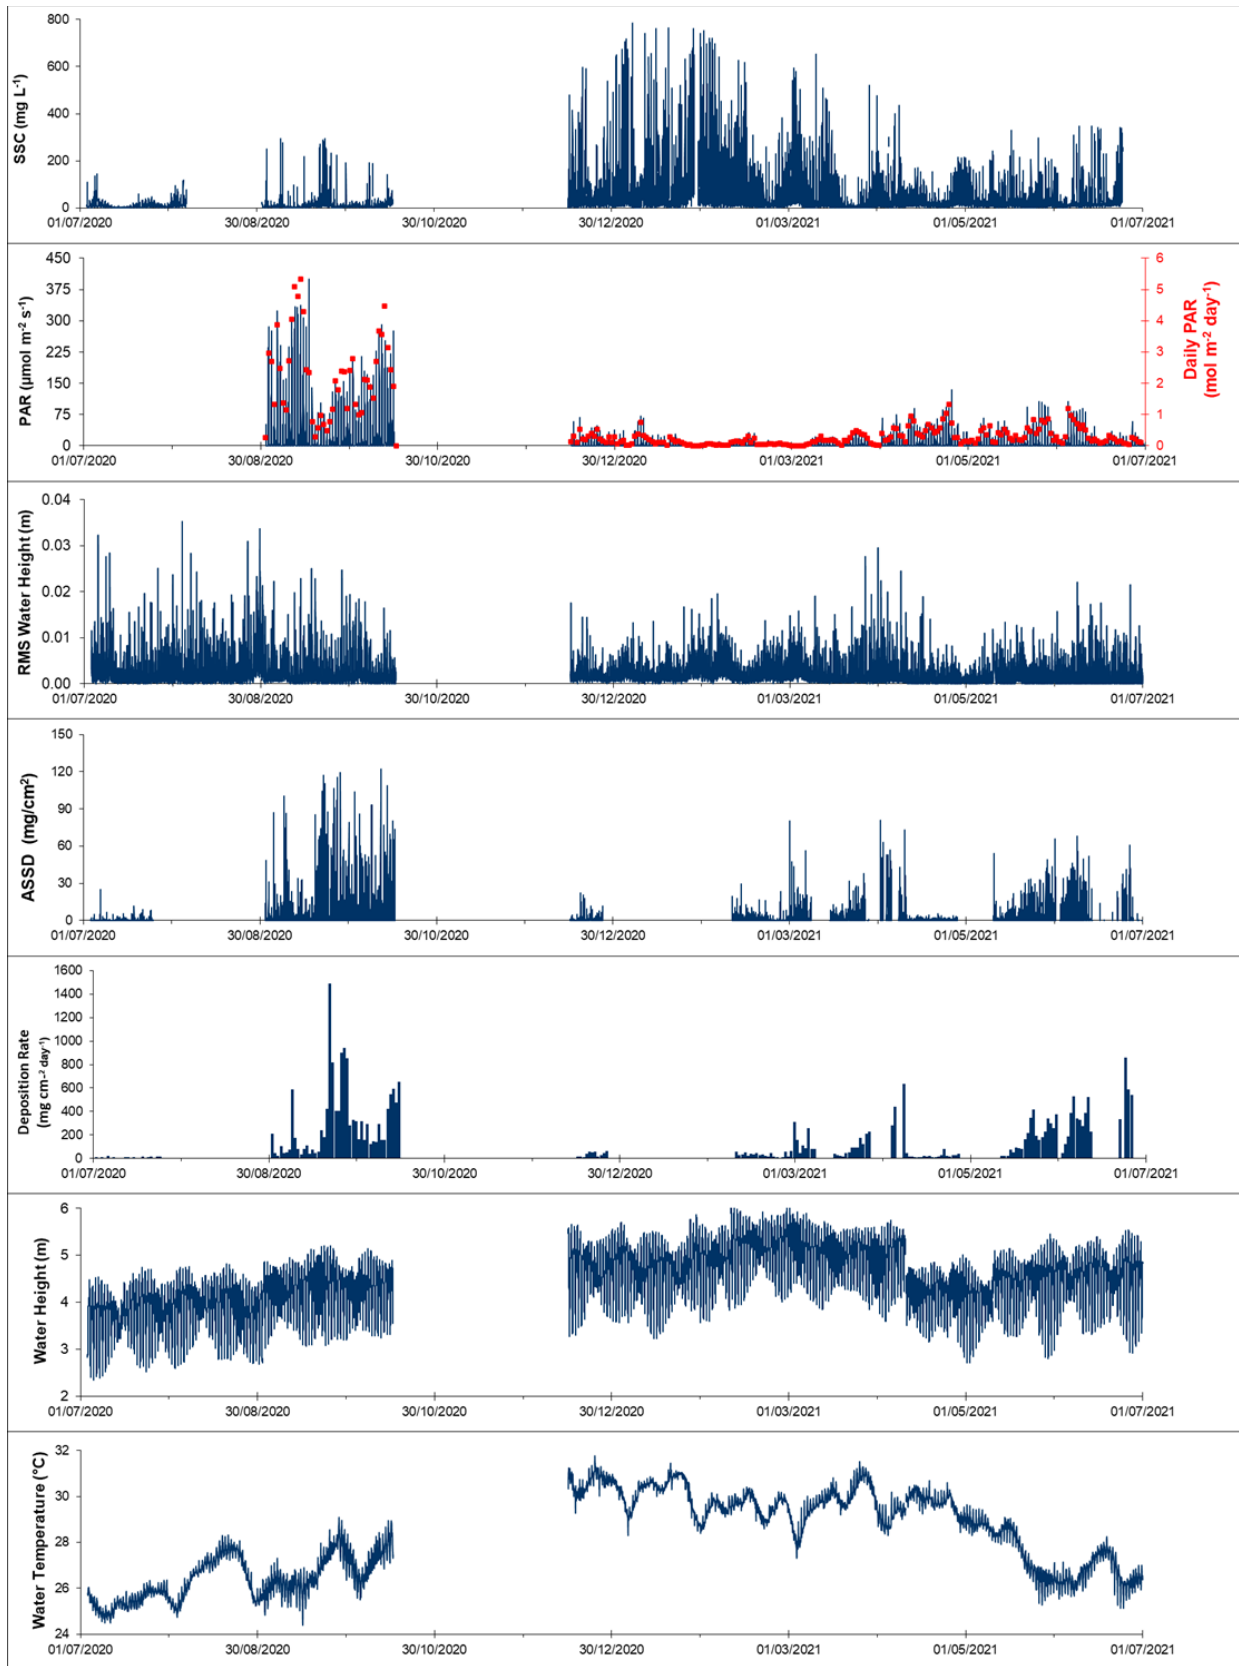 SSC (mg L-1)
800
600
400
200
0
01/07/2020 30/08/2020 30/10/2020 30/12/2020 01/03/2021 01/05/2021 01/07/2021
PAR (µmol m-2 s-1)
450
375
300
225
150
75
0
6
5
4
3
2
1
0
Daily PAR
(mol m-2 day-1)
01/07/2020 30/08/2020 30/10/2020 30/12/2020 01/03/2021 01/05/2021 01/07/2021
RMS Water Height (m)
0.04
0.03
0.02
0.01
0.00
01/07/2020 30/08/2020 30/10/2020 30/12/2020 01/03/2021 01/05/2021 01/07/2021
ASSD (mg/cm2)
150
120
90
60
30
0
01/07/2020 30/08/2020 30/10/2020 30/12/2020 01/03/2021 01/05/2021 01/07/2021
Deposition Rate
(mg cm-2 day-1)
1600
1400
1200
1000
800
600
400
200
0
01/07/2020 30/08/2020 30/10/2020 30/12/2020 01/03/2021 01/05/2021 01/07/2021
Water Height (m)
6
5
4
3
2
01/07/2020 30/08/2020 30/10/2020 30/12/2020 01/03/2021 01/05/2021 01/07/2021
Water Temperature (°C)
32
30
28
26
24
01/07/2020 30/08/2020 30/10/2020 30/12/2020 01/03/2021 01/05/2021 01/07/2021